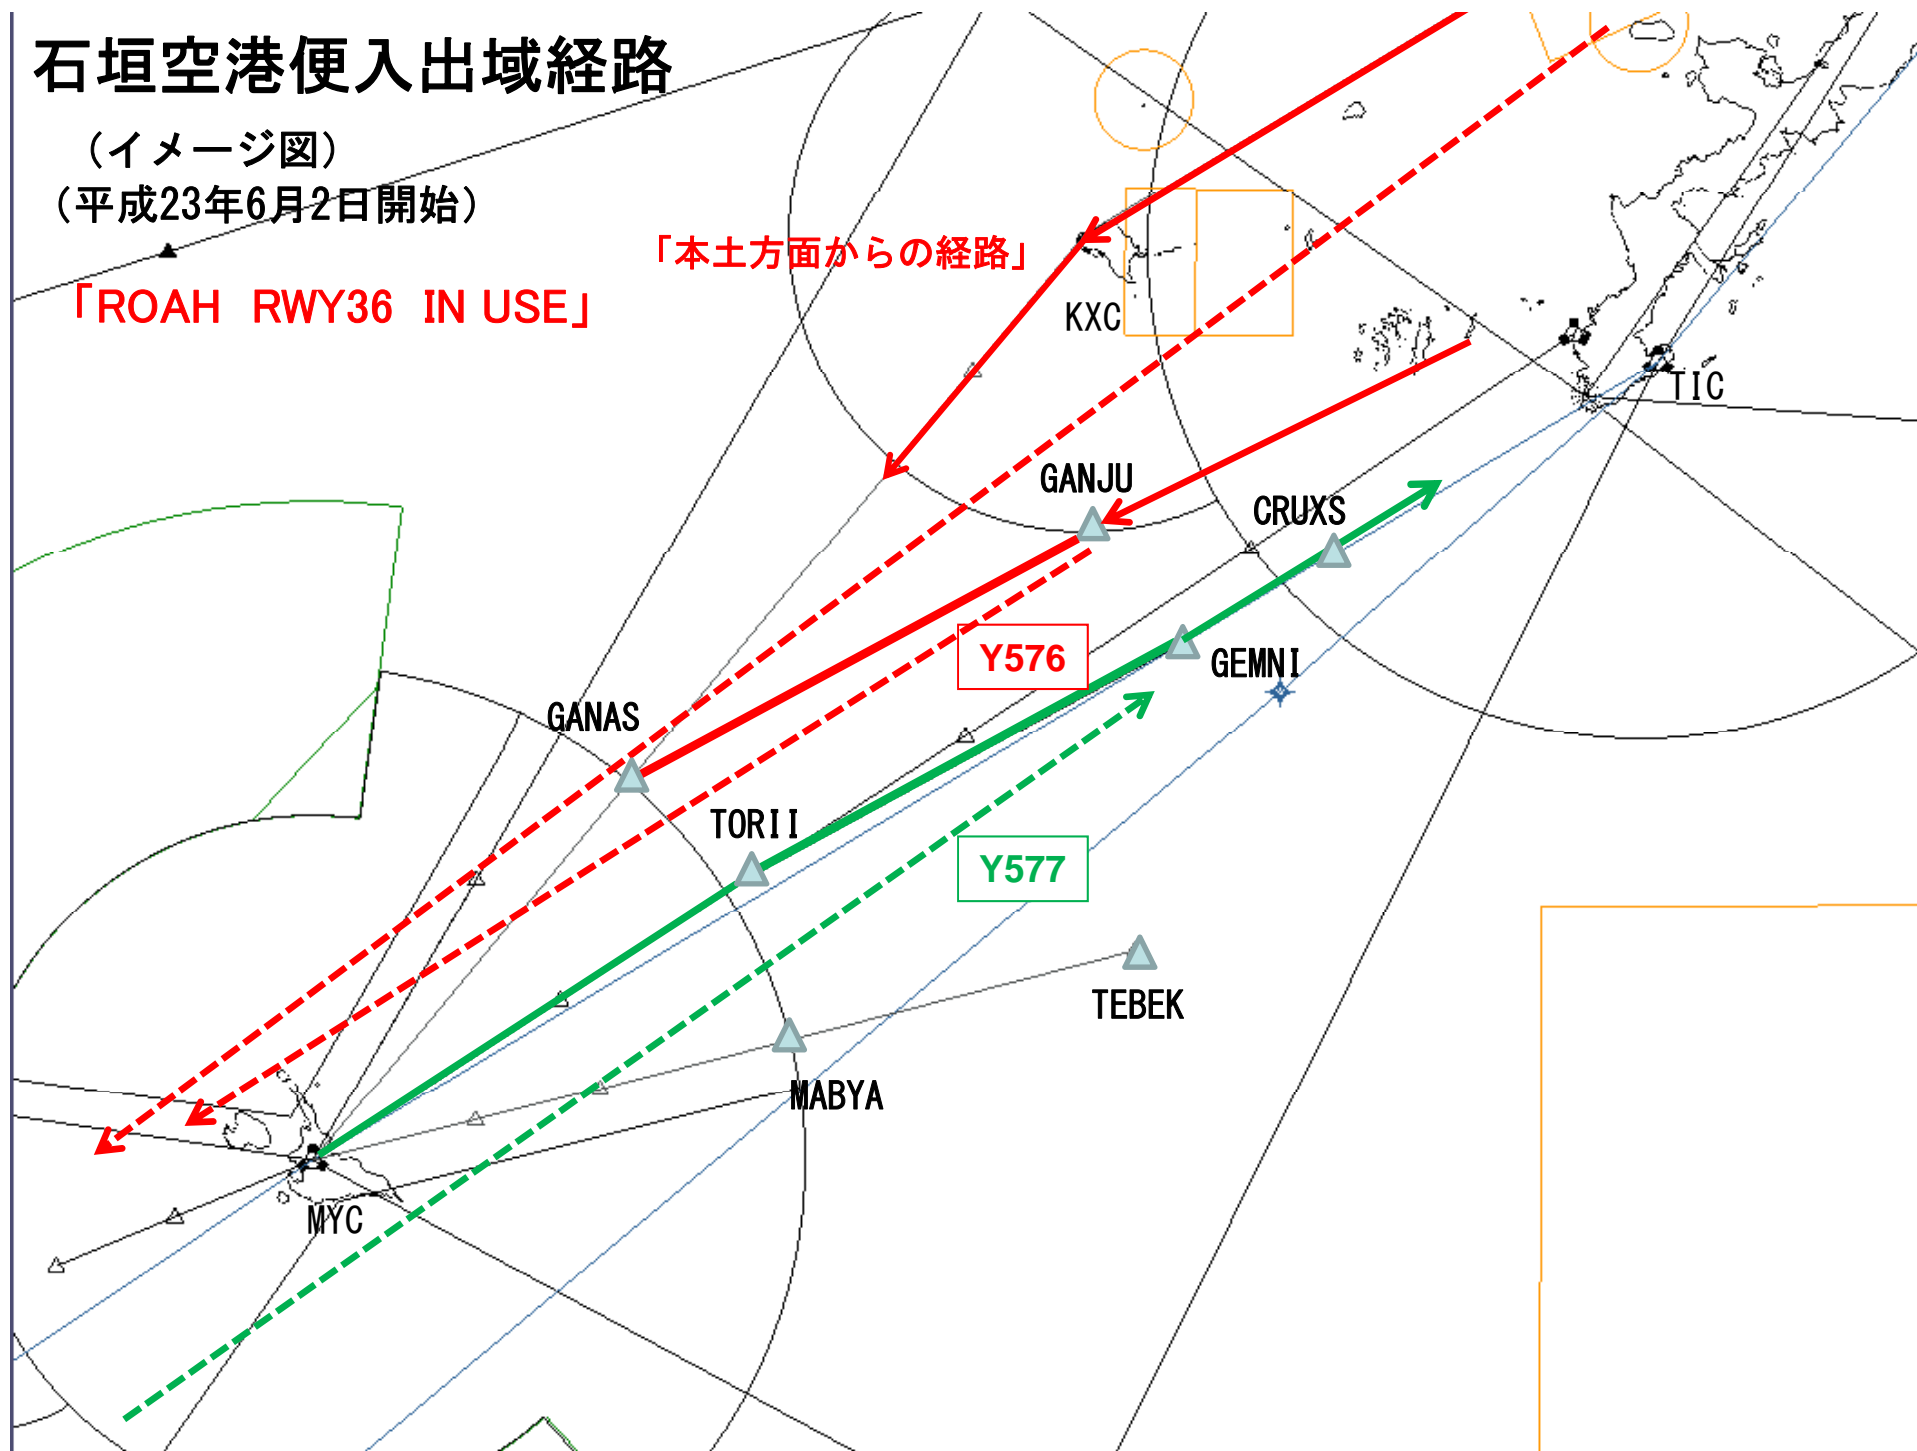 石垣空港便入出域経路
（イメージ図）
（平成23年6月2日開始）
「本土方面からの経路」
「ROAH RWY36 IN USE」
KXC
TIC
GANJU
CRUXS
Y576
GEMNI
GANAS
TORII
Y577
TEBEK
MABYA
MYC